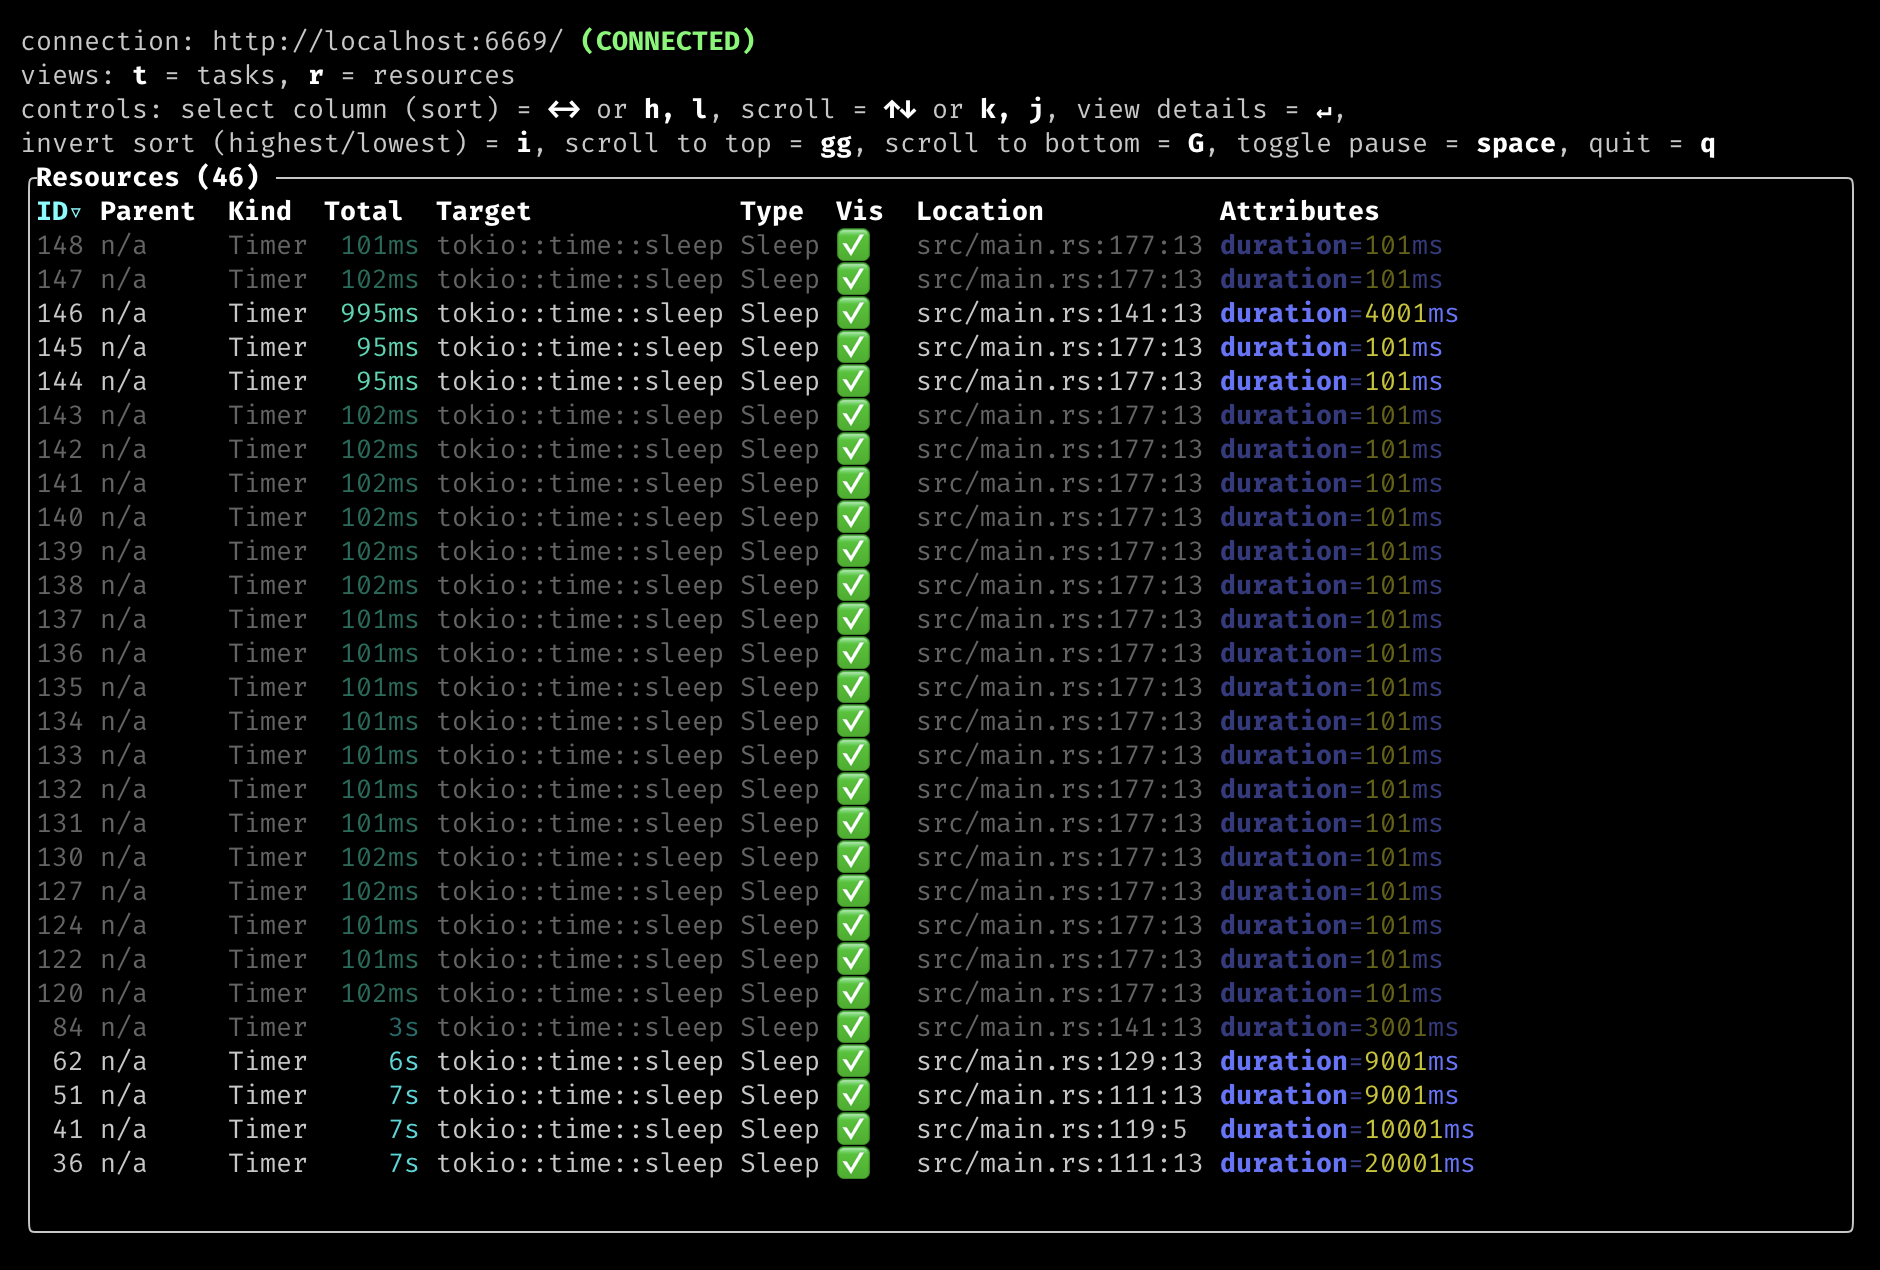 connection: http://localhost:6669/ (CONNECTED)
views: t = tasks, r = resources
controls: select column (sort) = ↔ or h, l, scroll = ↑↓ or k, j, view details = ↵,
invert sort (highest/lowest) = i, scroll to top = gg, scroll to bottom = G, toggle pause = space, quit = q
Resources (46)
ID▿ Parent Kind Total Target Type Vis Location Attributes
148 n/a Timer 101ms tokio::time::sleep Sleep ✅ src/main.rs:177:13 duration=101ms
147 n/a Timer 102ms tokio::time::sleep Sleep ✅ src/main.rs:177:13 duration=101ms
146 n/a Timer 995ms tokio::time::sleep Sleep ✅ src/main.rs:141:13 duration=4001ms
145 n/a Timer 95ms tokio::time::sleep Sleep ✅ src/main.rs:177:13 duration=101ms
144 n/a Timer 95ms tokio::time::sleep Sleep ✅ src/main.rs:177:13 duration=101ms
143 n/a Timer 102ms tokio::time::sleep Sleep ✅ src/main.rs:177:13 duration=101ms
142 n/a Timer 102ms tokio::time::sleep Sleep ✅ src/main.rs:177:13 duration=101ms
141 n/a Timer 102ms tokio::time::sleep Sleep ✅ src/main.rs:177:13 duration=101ms
140 n/a Timer 102ms tokio::time::sleep Sleep ✅ src/main.rs:177:13 duration=101ms
139 n/a Timer 102ms tokio::time::sleep Sleep ✅ src/main.rs:177:13 duration=101ms
138 n/a Timer 102ms tokio::time::sleep Sleep ✅ src/main.rs:177:13 duration=101ms
137 n/a Timer 101ms tokio::time::sleep Sleep ✅ src/main.rs:177:13 duration=101ms
136 n/a Timer 101ms tokio::time::sleep Sleep ✅ src/main.rs:177:13 duration=101ms
135 n/a Timer 101ms tokio::time::sleep Sleep ✅ src/main.rs:177:13 duration=101ms
134 n/a Timer 101ms tokio::time::sleep Sleep ✅ src/main.rs:177:13 duration=101ms
133 n/a Timer 101ms tokio::time::sleep Sleep ✅ src/main.rs:177:13 duration=101ms
132 n/a Timer 101ms tokio::time::sleep Sleep ✅ src/main.rs:177:13 duration=101ms
131 n/a Timer 101ms tokio::time::sleep Sleep ✅ src/main.rs:177:13 duration=101ms
130 n/a Timer 102ms tokio::time::sleep Sleep ✅ src/main.rs:177:13 duration=101ms
127 n/a Timer 102ms tokio::time::sleep Sleep ✅ src/main.rs:177:13 duration=101ms
124 n/a Timer 101ms tokio::time::sleep Sleep ✅ src/main.rs:177:13 duration=101ms
122 n/a Timer 101ms tokio::time::sleep Sleep ✅ src/main.rs:177:13 duration=101ms
120 n/a Timer 102ms tokio::time::sleep Sleep ✅ src/main.rs:177:13 duration=101ms
84 n/a Timer 3s tokio::time::sleep Sleep ✅ src/main.rs:141:13 duration=3001ms
62 n/a Timer 6s tokio::time::sleep Sleep ✅ src/main.rs:129:13 duration=9001ms
51 n/a Timer 7s tokio::time::sleep Sleep ✅ src/main.rs:111:13 duration=9001ms
41 n/a Timer 7s tokio::time::sleep Sleep ✅ src/main.rs:119:5 duration=10001ms
36 n/a Timer 7s tokio::time::sleep Sleep ✅ src/main.rs:111:13 duration=20001ms